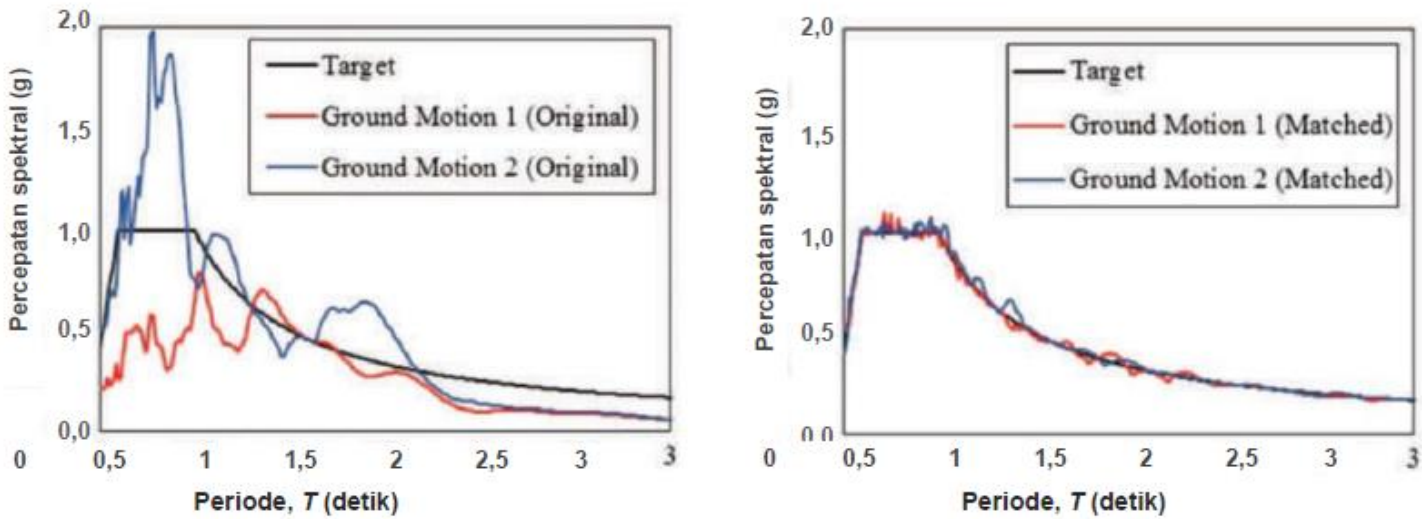 2,0
1,5
1,0
0,5
0,0
Percepatan spektral (g)
Target
Ground Motion 1 (Original)
Ground Motion 2 (Original)
0 0,5 1 1,5 2 2,5 3 3
Periode, T (detik)
2,0
1,5
1,0
0,5
0,0
Percepatan spektral (g)
Target
Ground Motion 1 (Matched)
Ground Motion 2 (Matched)
0 0,5 1 1,5 2 2,5 3 3
Periode, T (detik)